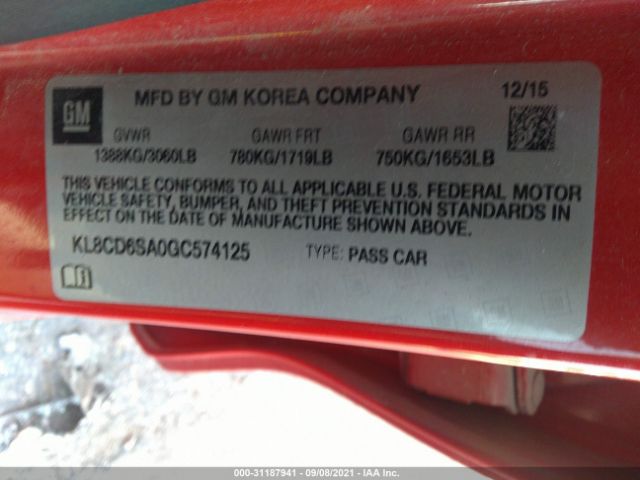 GM
MFD BY GM KOREA COMPANY
12/15
GVWR GAWR FRT GAWR RR
1388KG/3060LB 780KG/1719LB 750KG/1653LB
THIS VEHICLE CONFORMS TO ALL APPLICABLE U.S. FEDERAL MOTOR
VEHICLE SAFETY, BUMPER, AND THEFT PREVENTION STANDARDS IN
EFFECT ON THE DATE OF MANUFACTURE SHOWN ABOVE.
KL8CD6SA0GC574125 TYPE: PASS CAR
000-31187941 - 09/08/2021 - IAA Inc.